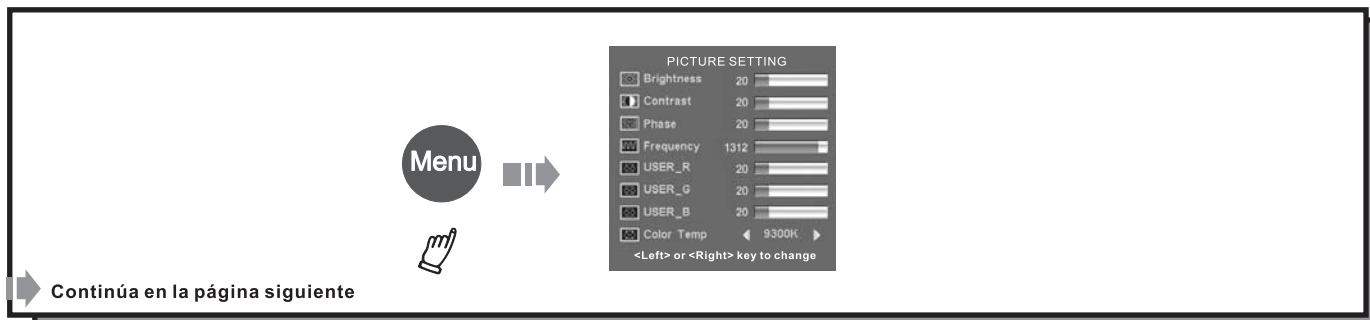 Menu
PICTURE SETTING
Brightness 20
Contrast 20
Phase 20
Frequency 1312
USER_R 20
USER_G 20
USER_B 20
Color Temp 9300K
<Left> or <Right> key to change
Continúa en la página siguiente